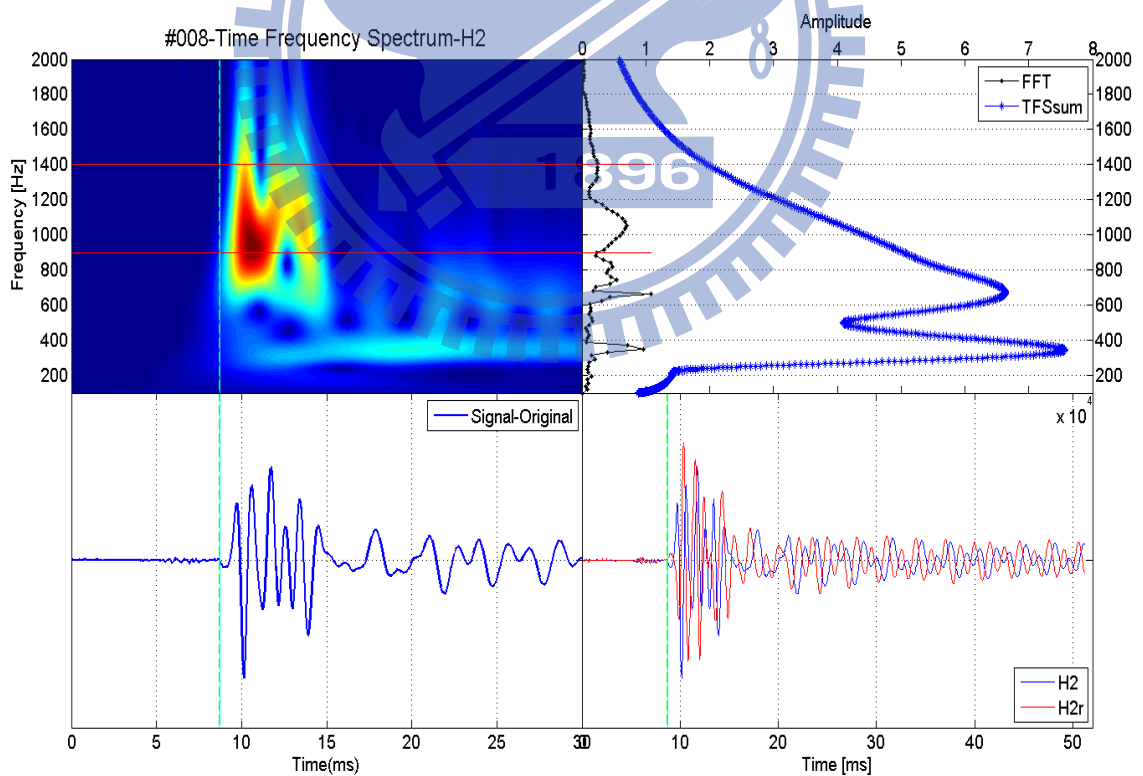 Amplitude
#008-Time Frequency Spectrum-H2
0 1 2 3 4 5 6 7 8
2000
1800
1600
1400
1200
1000
800
600
400
200
Frequency [Hz]
FFT
TFSsum
8
1896
2000
1800
1600
1400
1200
1000
800
600
400
200
Signal-Original
x 10 4
H2
H2r
0 5 10 15 20 25 30
Time(ms)
0 10 20 30 40 50
Time [ms]